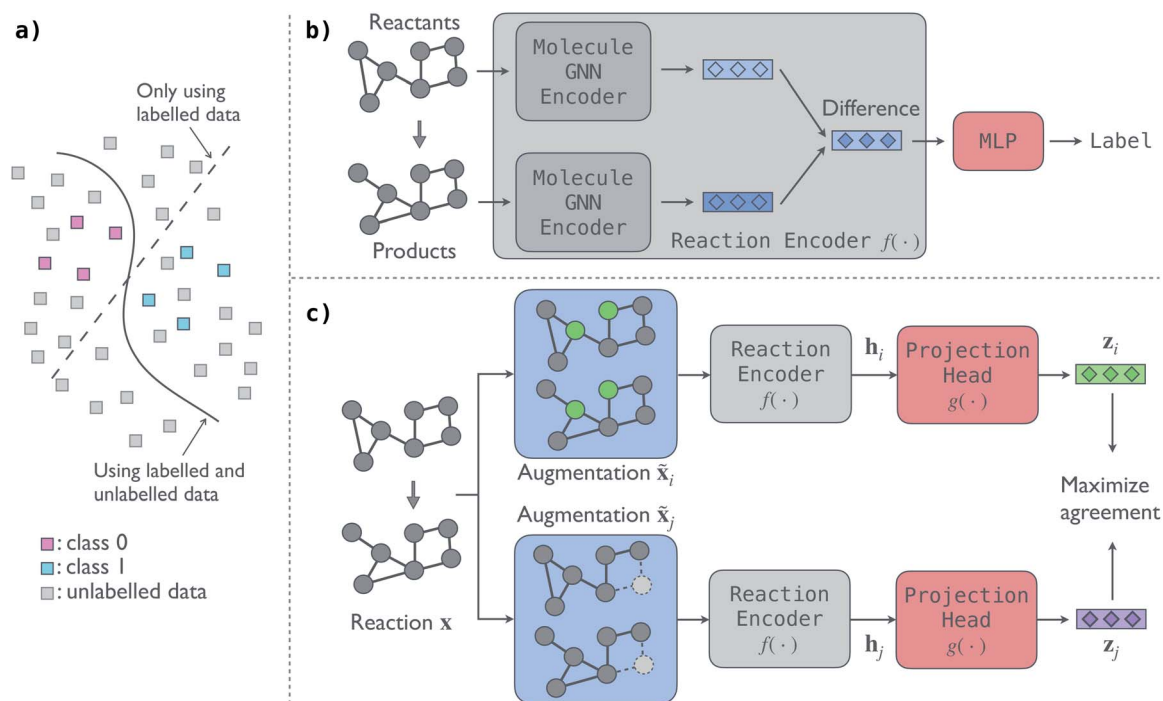 a)
Only using
labelled data
Using labelled and
unlabelled data
: class 0
: class 1
: unlabelled data
b)
Reactants
Products
Molecule
GNN
Encoder
Molecule
GNN
Encoder
Difference
Reaction Encoder f(·)
MLP
Label
c)
Reaction x
Augmentation x̃ᵢ
Augmentation x̃ⱼ
Reaction
Encoder
f(·)
hᵢ
Projection
Head
g(·)
zᵢ
Maximize
agreement
Reaction
Encoder
f(·)
hⱼ
Projection
Head
g(·)
zⱼ